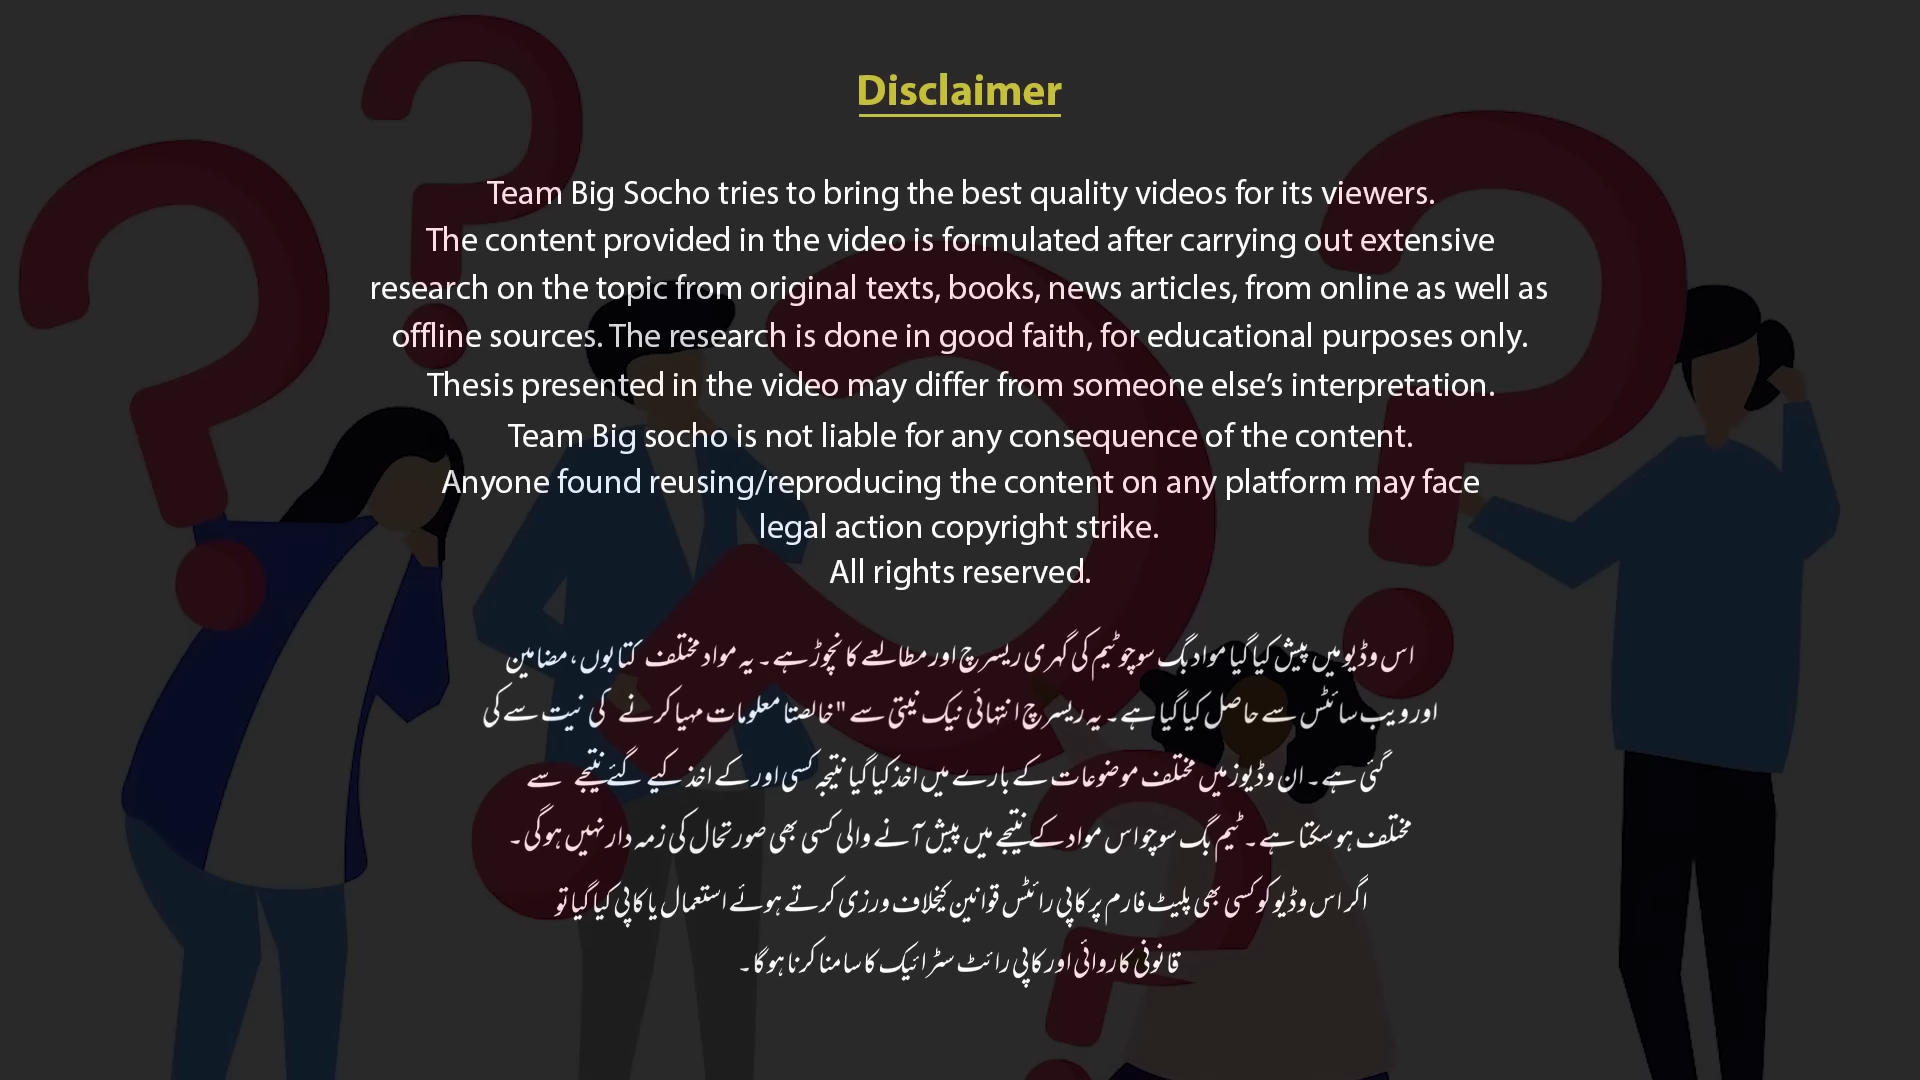 Disclaimer
Team Big Socho tries to bring the best quality videos for its viewers.
The content provided in the video is formulated after carrying out extensive
research on the topic from original texts, books, news articles, from online as well as
offline sources. The research is done in good faith, for educational purposes only.
Thesis presented in the video may differ from someone else’s interpretation.
Team Big socho is not liable for any consequence of the content.
Anyone found reusing/reproducing the content on any platform may face
legal action copyright strike.
All rights reserved.
اس وڈیو میں پیش کیا گیا مواد بگ سوچو ٹیم کی گہری ریسرچ اور مطالعے کا نچوڑ ہے۔ یہ مواد مختلف کتابوں، مضامین
اور ویب سائٹس سے حاصل کیا گیا ہے۔ یہ ریسرچ انتہائی نیک نیتی سے "خالصتا معلومات مہیا کرنے کی نیت سے کی
گئی ہے۔ ان وڈیوز میں مختلف موضوعات کے بارے میں اخذ کیا گیا نتیجہ کسی اور کے اخذ کیے گئے نتیجے سے
مختلف ہو سکتا ہے۔ ٹیم بگ سوچو اس مواد کے نتیجے میں پیش آنے والی کسی بھی صورتحال کی زمہ دار نہیں ہوگی۔
اگر اس وڈیو کو کسی بھی پلیٹ فارم پر کاپی رائٹس قوانین کیخلاف ورزی کرتے ہوئے استعمال یا کاپی کیا گیا تو
قانونی کاروائی اور کاپی رائٹ سٹرائیک کا سامنا کرنا ہوگا۔